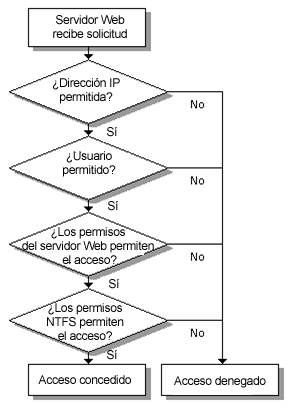 Servidor Web
recibe solicitud
¿Dirección IP
permitida?
No
Sí
¿Usuario
permitido?
No
Sí
¿Los permisos
del servidor Web permiten
el acceso?
No
Sí
¿Los permisos
NTFS permiten
el acceso?
No
Sí
Acceso concedido
Acceso denegado